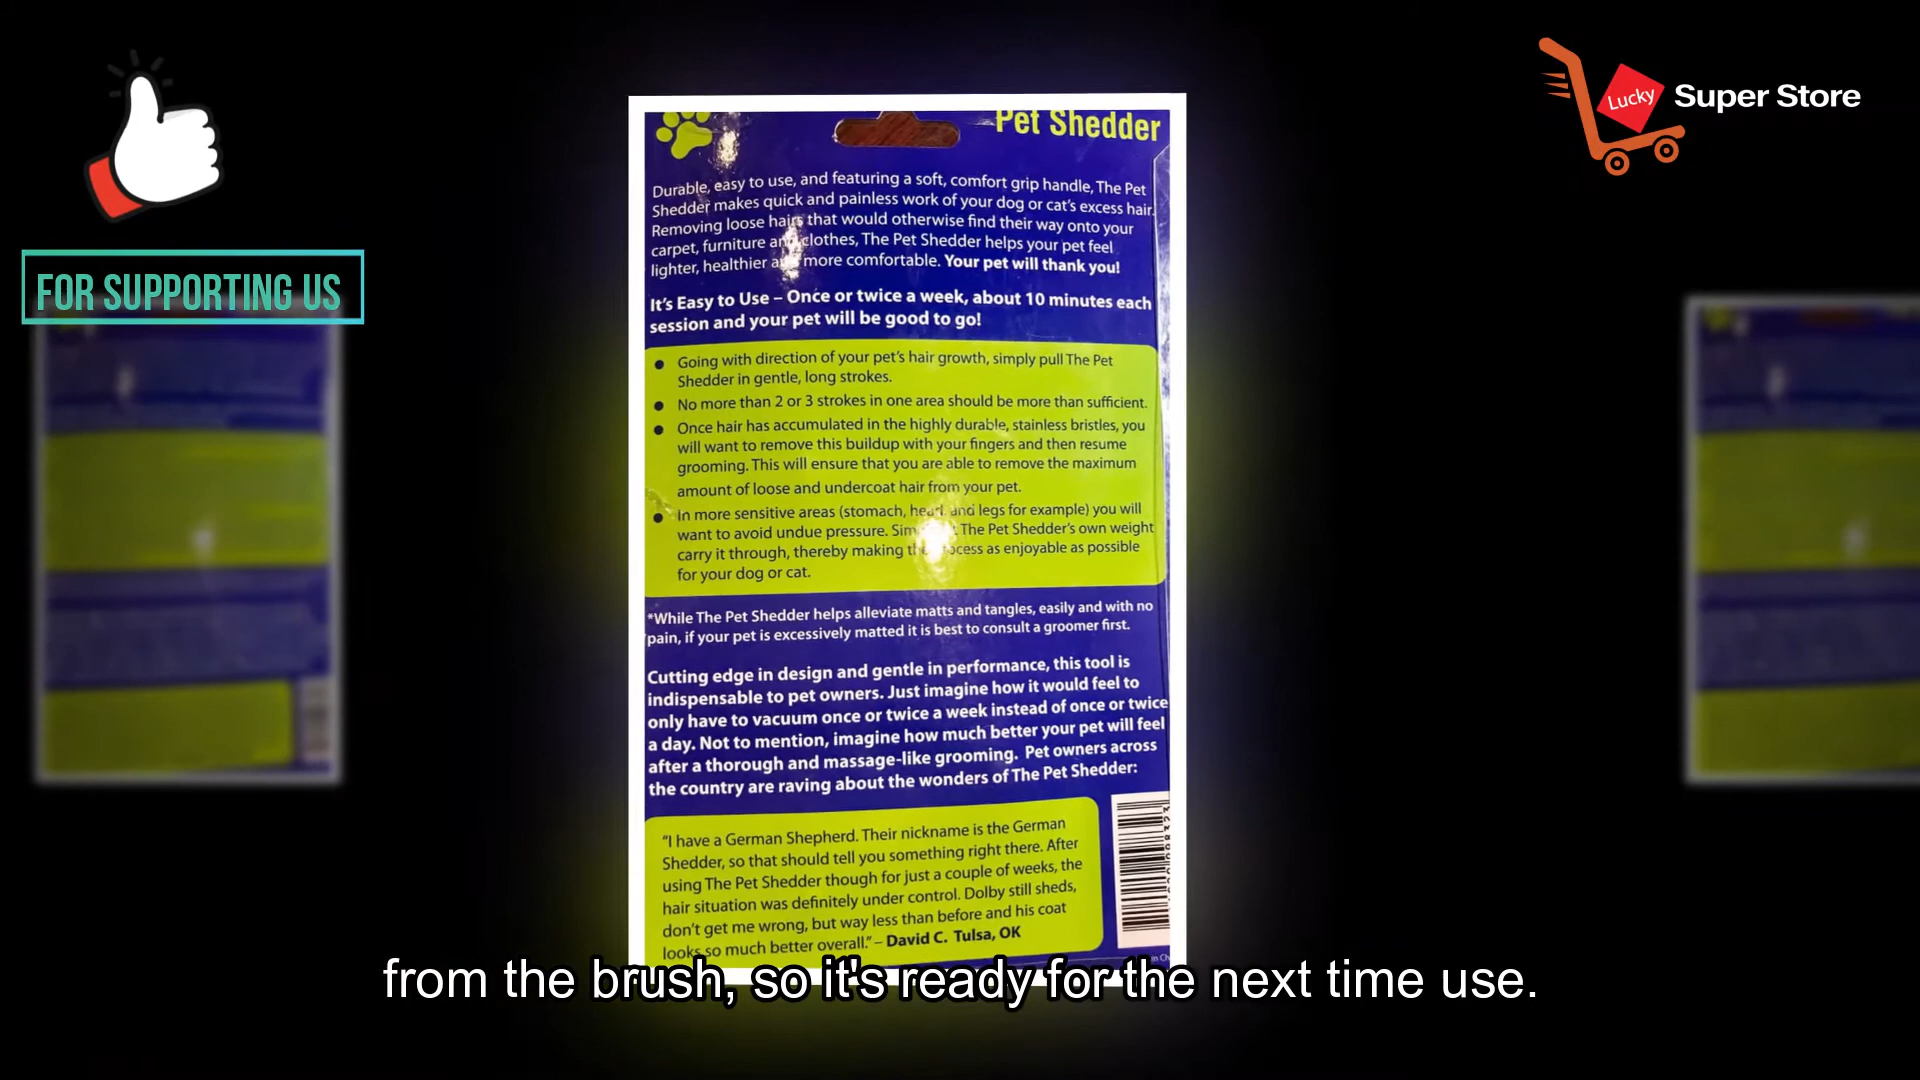 Lucky
Super Store
FOR SUPPORTING US
Pet Shedder
Durable, easy to use, and featuring a soft, comfort grip handle, The Pet
Shedder makes quick and painless work of your dog or cat's excess hair.
Removing loose hairs that would otherwise find their way onto your
carpet, furniture and clothes, The Pet Shedder helps your pet feel
lighter, healthier and more comfortable. Your pet will thank you!
It's Easy to Use – Once or twice a week, about 10 minutes each
session and your pet will be good to go!
● Going with direction of your pet's hair growth, simply pull The Pet
Shedder in gentle, long strokes.
● No more than 2 or 3 strokes in one area should be more than sufficient.
● Once hair has accumulated in the highly durable, stainless bristles, you
will want to remove this buildup with your fingers and then resume
grooming. This will ensure that you are able to remove the maximum
amount of loose and undercoat hair from your pet.
● In more sensitive areas (stomach, head, and legs for example) you will
want to avoid undue pressure. The Pet Shedder's own weight
carry it through, thereby making the process as enjoyable as possible
for your dog or cat.
*While The Pet Shedder helps alleviate matts and tangles, easily and with no
pain, if your pet is excessively matted it is best to consult a groomer first.
Cutting edge in design and gentle in performance, this tool is
indispensable to pet owners. Just imagine how it would feel to
only have to vacuum once or twice a week instead of once or twice
a day. Not to mention, imagine how much better your pet will feel
after a thorough and massage-like grooming. Pet owners across
the country are raving about the wonders of The Pet Shedder:
"I have a German Shepherd. Their nickname is the German
Shedder, so that should tell you something right there. After
using The Pet Shedder though for just a couple of weeks, the
hair situation was definitely under control. Dolby still sheds,
don't get me wrong, but way less than before and his coat
looks so much better overall." – David C. Tulsa, OK
from the brush, so it's ready for the next time use.